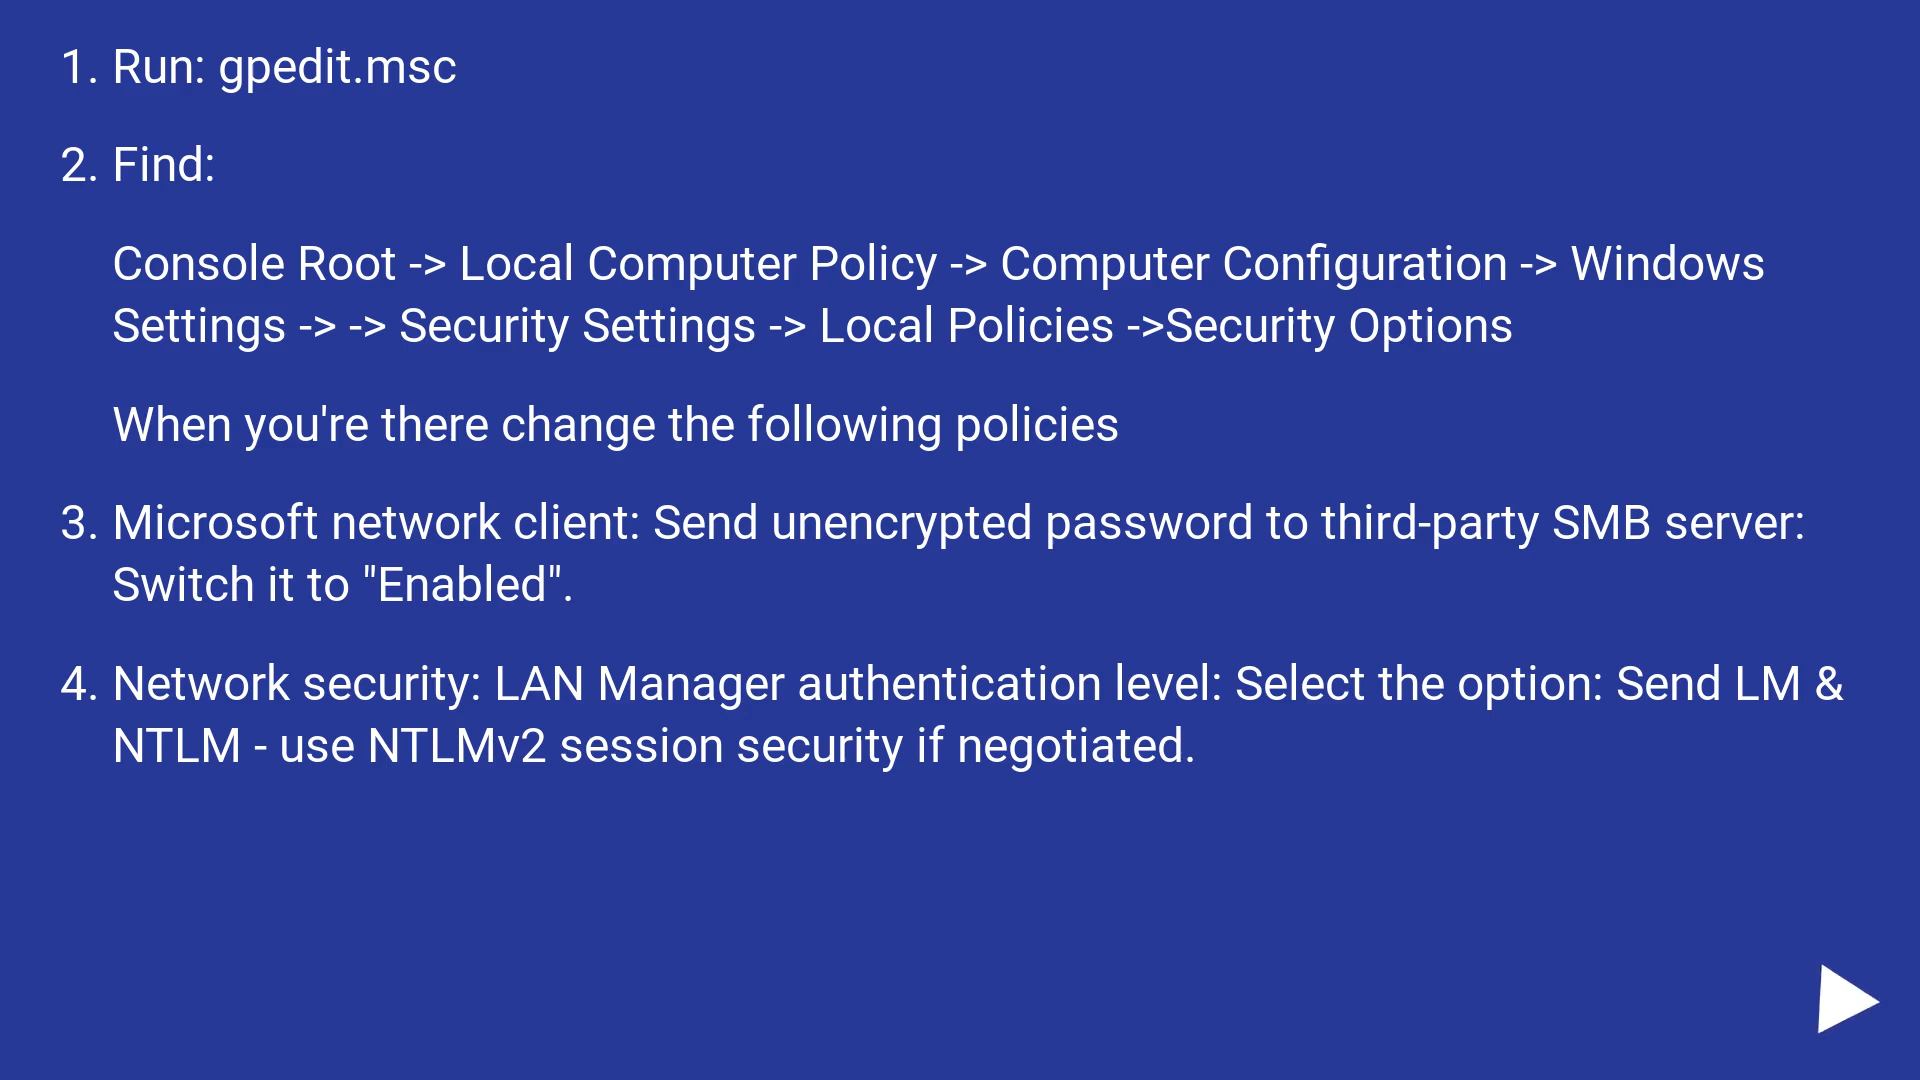 1. Run: gpedit.msc
2. Find:
Console Root -> Local Computer Policy -> Computer Configuration -> Windows
Settings -> -> Security Settings -> Local Policies ->Security Options
When you're there change the following policies
3. Microsoft network client: Send unencrypted password to third-party SMB server:
Switch it to "Enabled".
4. Network security: LAN Manager authentication level: Select the option: Send LM &
NTLM - use NTLMv2 session security if negotiated.